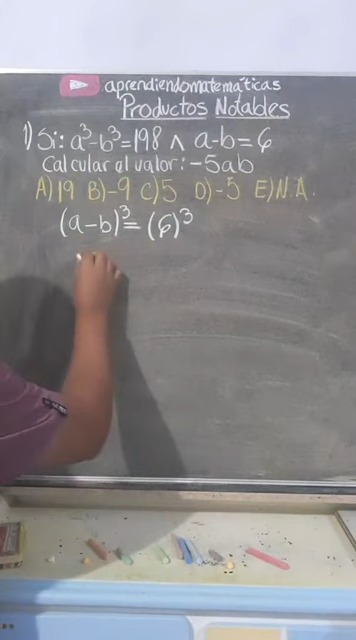 aprendiendomatemáticas
Productos Notables
1) Si: a³-b³=198 ∧ a-b=6
Calcular el valor: -5ab
A) 19 B) -9 C) 5 D) -5 E) N.A.
(a-b)³=(6)³